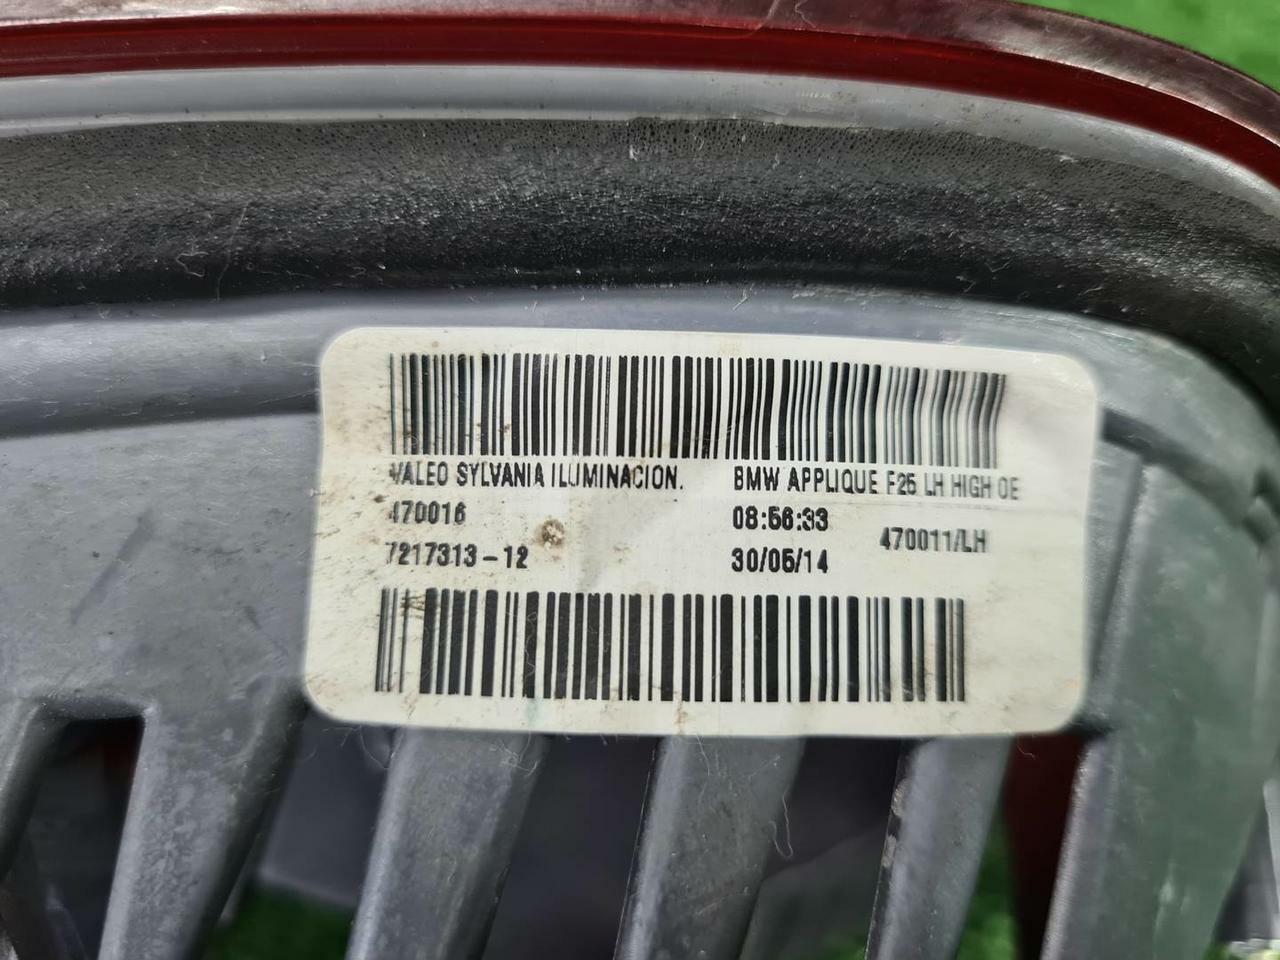 VALEO SYLVANIA ILUMINACION. BMW APPLIQUE F25 LH HIGH OE
470016 08:56:33 470011/LH
7217313-12 30/05/14